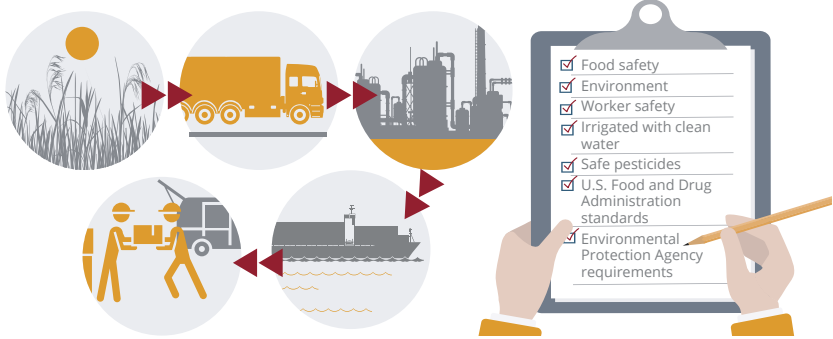 Food safety
Environment
Worker safety
Irrigated with clean
water
Safe pesticides
U.S. Food and Drug
Administration
standards
Environmental
Protection Agency
requirements